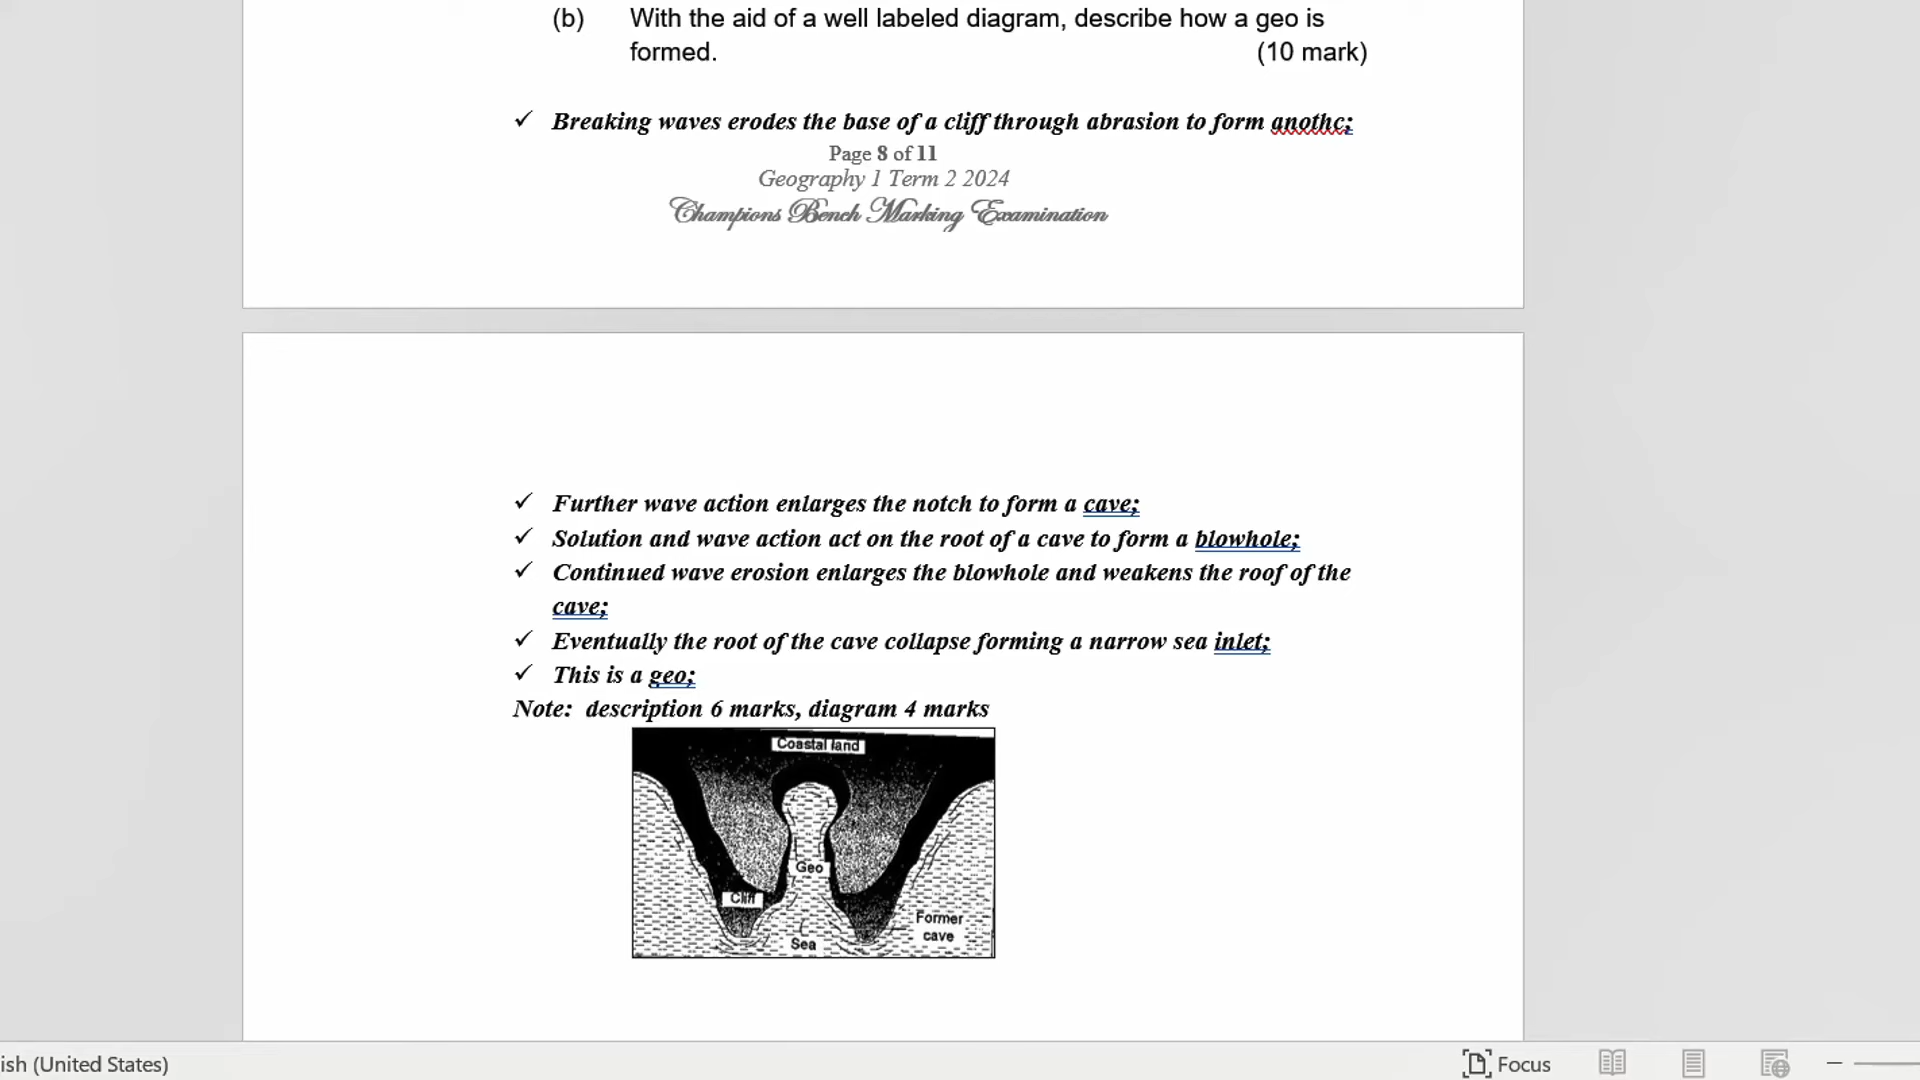 (b) With the aid of a well labeled diagram, describe how a geo is
formed. (10 mark)
✓ Breaking waves erodes the base of a cliff through abrasion to form anothc;
Page 8 of 11
Geography 1 Term 2 2024
Champions Bench Marking Examination
✓ Further wave action enlarges the notch to form a cave;
✓ Solution and wave action act on the root of a cave to form a blowhole;
✓ Continued wave erosion enlarges the blowhole and weakens the roof of the
cave;
✓ Eventually the root of the cave collapse forming a narrow sea inlet;
✓ This is a geo;
Note: description 6 marks, diagram 4 marks
Coastal land
Geo
Cliff
Former
cave
Sea
ish (United States)
Focus